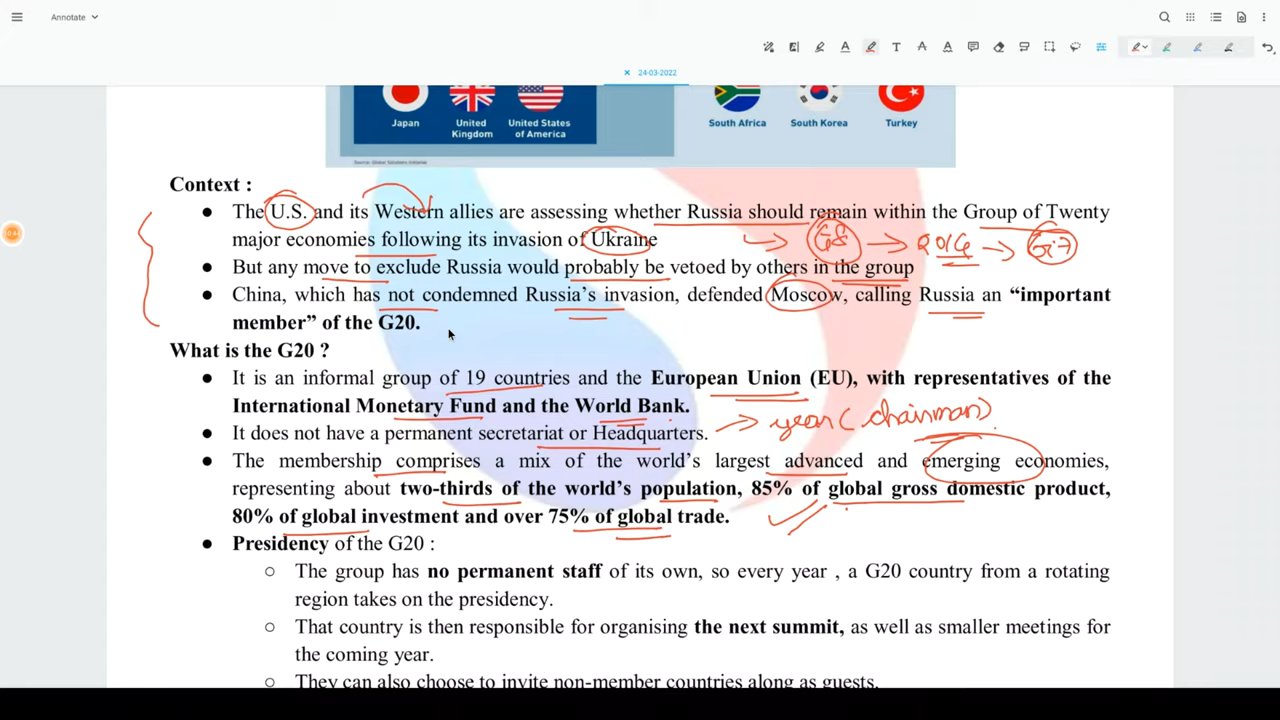 Annotate
24-03-2022
Japan
United Kingdom
United States of America
South Africa
South Korea
Turkey
Source: Global Solutions Initiative
Context :
● The U.S. and its Western allies are assessing whether Russia should remain within the Group of Twenty
major economies following its invasion of Ukraine
G8 → 2014 → G7
● But any move to exclude Russia would probably be vetoed by others in the group
● China, which has not condemned Russia’s invasion, defended Moscow, calling Russia an “important
member” of the G20.
What is the G20 ?
● It is an informal group of 19 countries and the European Union (EU), with representatives of the
International Monetary Fund and the World Bank.
● It does not have a permanent secretariat or Headquarters.
→ year (chairman)
● The membership comprises a mix of the world’s largest advanced and emerging economies,
representing about two-thirds of the world’s population, 85% of global gross domestic product,
80% of global investment and over 75% of global trade.
● Presidency of the G20 :
○ The group has no permanent staff of its own, so every year , a G20 country from a rotating
region takes on the presidency.
○ That country is then responsible for organising the next summit, as well as smaller meetings for
the coming year.
○ They can also choose to invite non-member countries along as guests.